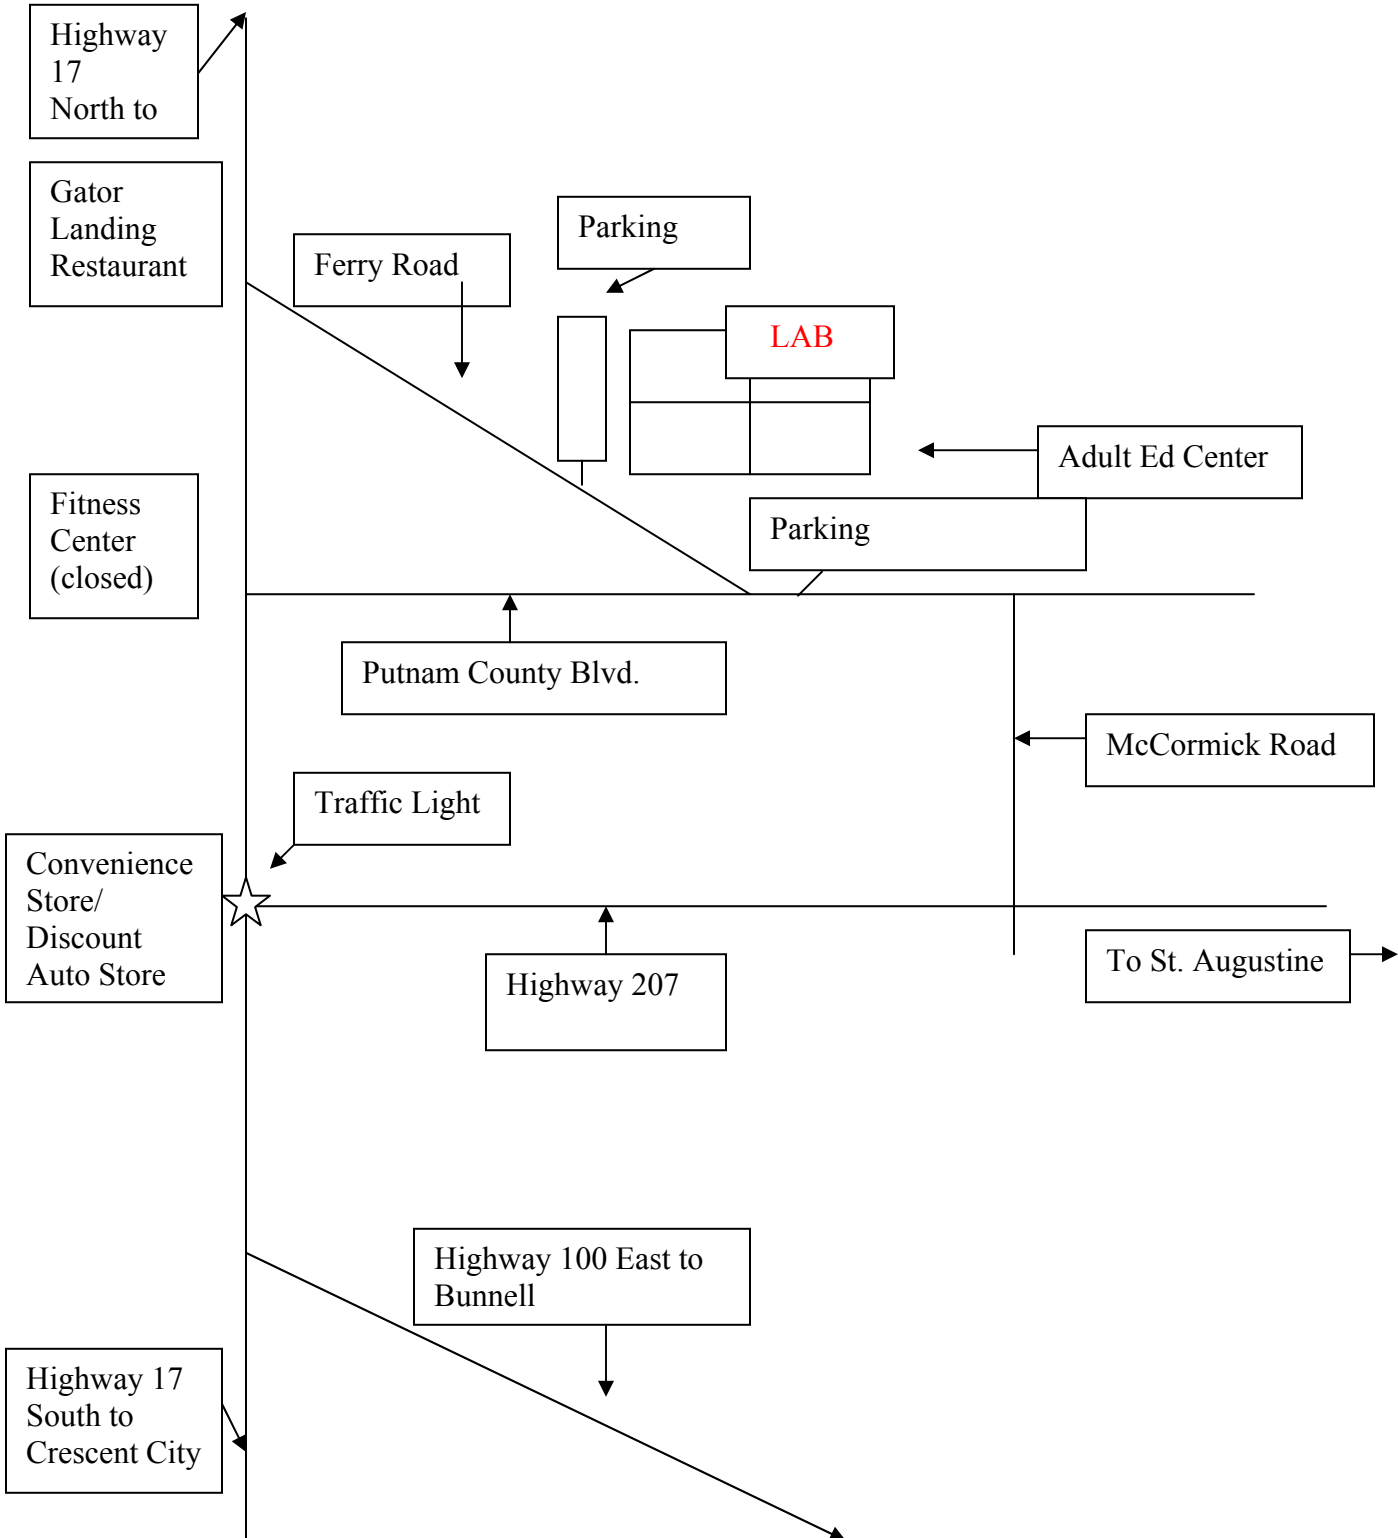 Highway
17
North to
Gator
Landing
Restaurant
Parking
Ferry Road
LAB
Adult Ed Center
Fitness
Center
(closed)
Parking
Putnam County Blvd.
McCormick Road
Traffic Light
Convenience
Store/
Discount
Auto Store
To St. Augustine
Highway 207
Highway 100 East to
Bunnell
Highway 17
South to
Crescent City